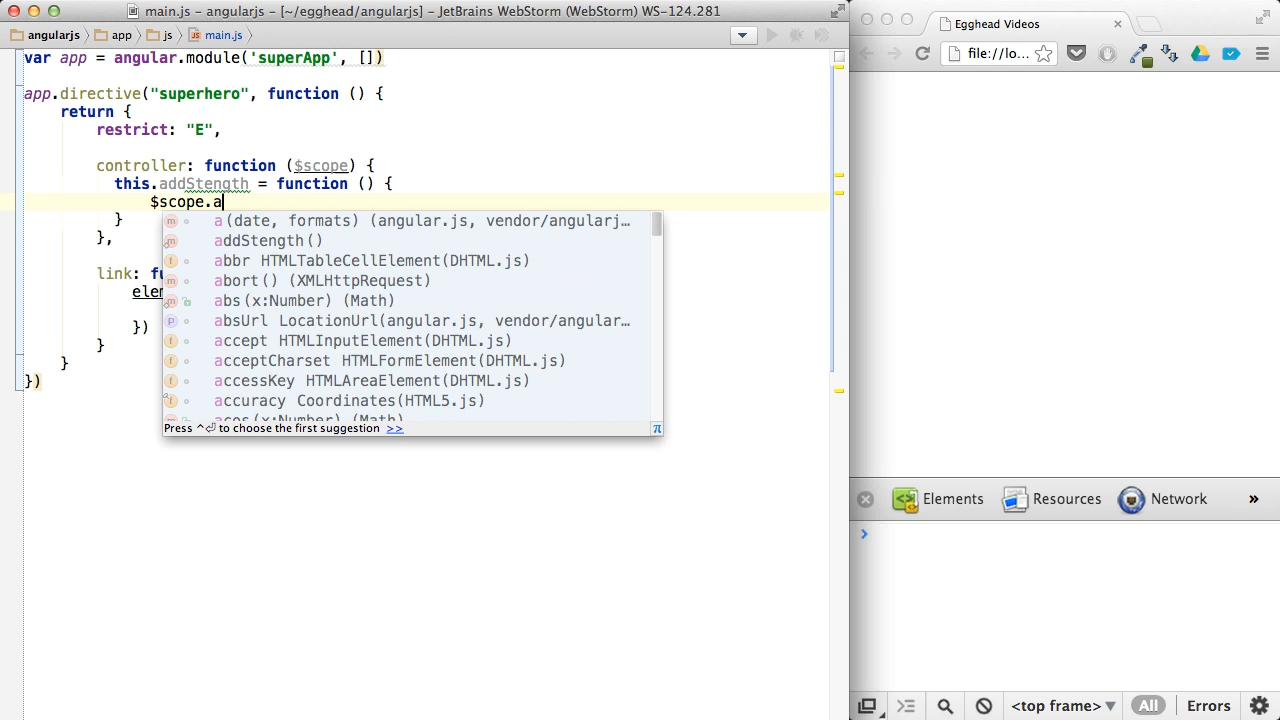 main.js – angularjs – [~/egghead/angularjs] – JetBrains WebStorm (WebStorm) WS-124.281
angularjs
app
js
main.js
var app = angular.module('superApp', [])
app.directive("superhero", function () {
return {
restrict: "E",
controller: function ($scope) {
this.addStength = function () {
$scope.a
}
},
link: fu
elem
})
}
}
})
a(date, formats) (angular.js, vendor/angularj…
addStength()
abbr HTMLTableCellElement(DHTML.js)
abort() (XMLHttpRequest)
abs(x:Number) (Math)
absUrl LocationUrl(angular.js, vendor/angular…
accept HTMLInputElement(DHTML.js)
acceptCharset HTMLFormElement(DHTML.js)
accessKey HTMLAreaElement(DHTML.js)
accuracy Coordinates(HTML5.js)
acos(x:Number) (Math)
Press ^⏎ to choose the first suggestion >>
π
Egghead Videos
file://lo…
Elements
Resources
Network
»
<top frame> ▼
All
Errors